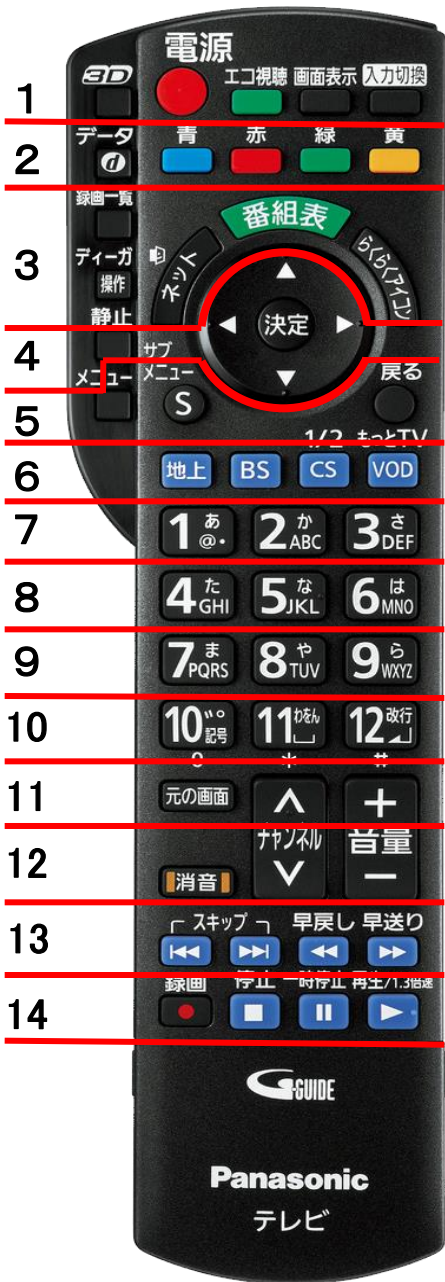 電源
3D エコ視聴 画面表示 入力切換
1
データ 青 赤 緑 黄
2 d
録画一覧
番組表
3 ディーガ ネット らくらくアイコン
操作
静止 決定
4 サブ
メニュー メニュー 戻る
S
5
1/2 もっとTV
6 地上 BS CS VOD
7 1 あ@. 2 かABC 3 さDEF
8 4 たGHI 5 なJKL 6 はMNO
9 7 まPQRS 8 やTUV 9 らWXYZ
10 10 ゛゜記号 11 わをん 12 改行
* #
11 元の画面 +
チャンネル 音量
12 消音 −
スキップ 早戻し 早送り
13
録画 停止 一時停止 再生/1.3倍速
14
G-GUIDE
Panasonic
テレビ